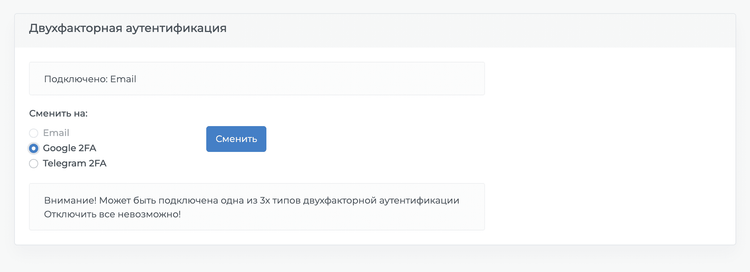 Двухфакторная аутентификация
Подключено: Email
Сменить на:
Email
Google 2FA
Сменить
Telegram 2FA
Внимание! Может быть подключена одна из 3х типов двухфакторной аутентификации
Отключить все невозможно!